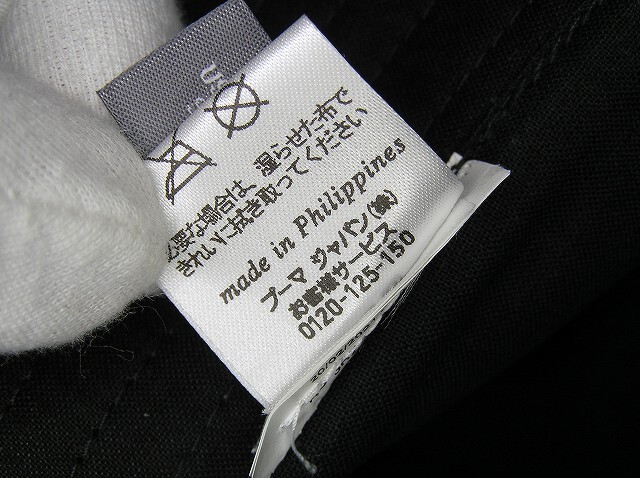 必要な場合は、湿らせた布で
きれいに拭き取ってください
made in Philippines
プーマ ジャパン(株)
お客様サービス
0120-125-150